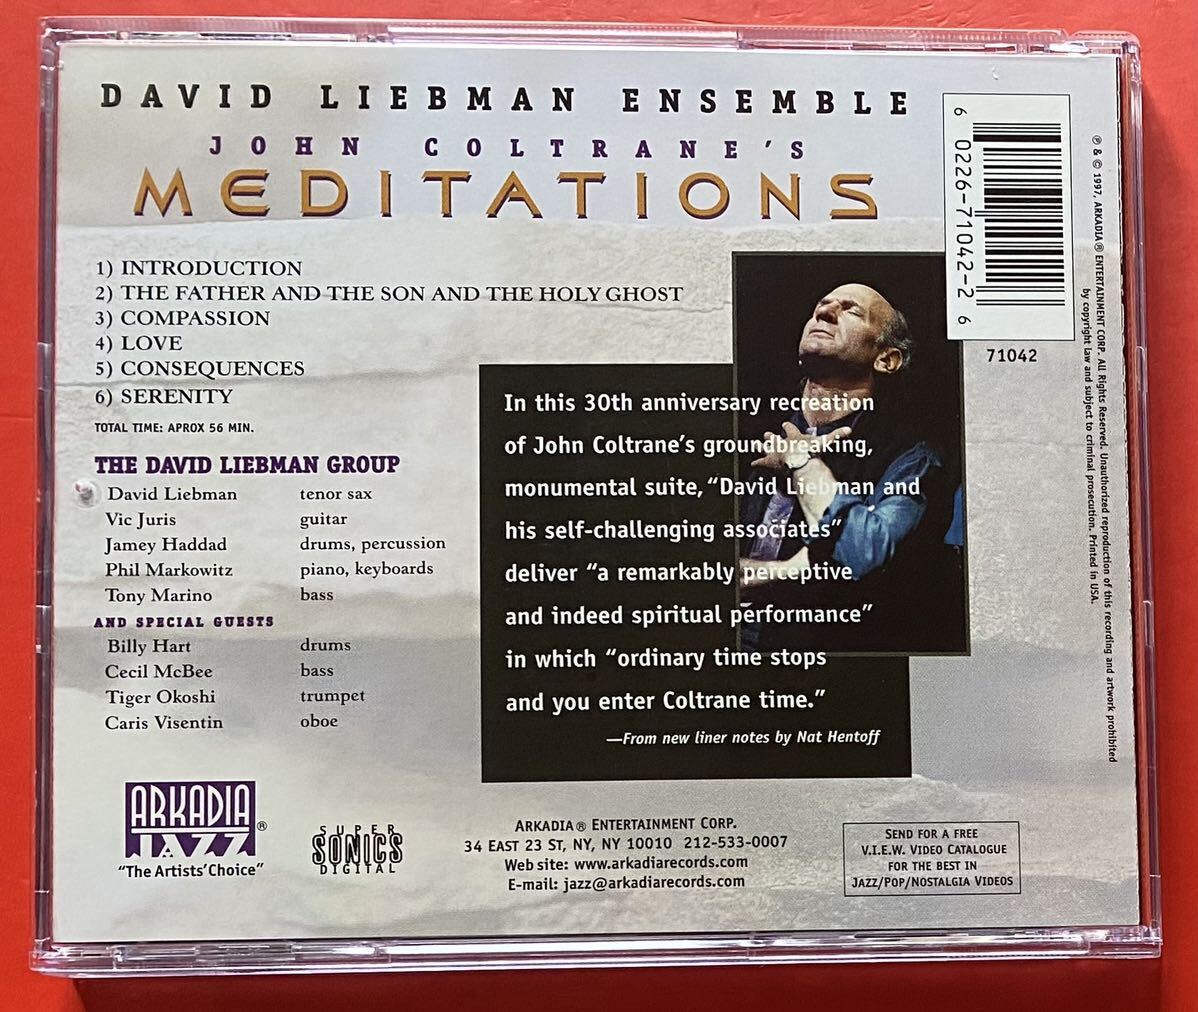 DAVID LIEBMAN ENSEMBLE
JOHN COLTRANE'S
MEDITATIONS
1) INTRODUCTION
2) THE FATHER AND THE SON AND THE HOLY GHOST
3) COMPASSION
4) LOVE
5) CONSEQUENCES
6) SERENITY
TOTAL TIME: APROX 56 MIN.
THE DAVID LIEBMAN GROUP
David Liebman tenor sax
Vic Juris guitar
Jamey Haddad drums, percussion
Phil Markowitz piano, keyboards
Tony Marino bass
AND SPECIAL GUESTS
Billy Hart drums
Cecil McBee bass
Tiger Okoshi trumpet
Caris Visentin oboe
In this 30th anniversary recreation
of John Coltrane's groundbreaking,
monumental suite, "David Liebman and
his self-challenging associates"
deliver "a remarkably perceptive
and indeed spiritual performance"
in which "ordinary time stops
and you enter Coltrane time."
—From new liner notes by Nat Hentoff
6 0226-71042-2 6
71042
℗ & © 1997, ARKADIA® ENTERTAINMENT CORP. All Rights Reserved. Unauthorized reproduction of this recording and artwork prohibited
by copyright law and subject to criminal prosecution. Printed in USA.
ARKADIA
JAZZ®
"The Artists' Choice"
SUPER
SONICS
DIGITAL
ARKADIA® ENTERTAINMENT CORP.
34 EAST 23 ST, NY, NY 10010 212-533-0007
Web site: www.arkadiarecords.com
E-mail: jazz@arkadiarecords.com
SEND FOR A FREE
V.I.E.W. VIDEO CATALOGUE
FOR THE BEST IN
JAZZ/POP/NOSTALGIA VIDEOS